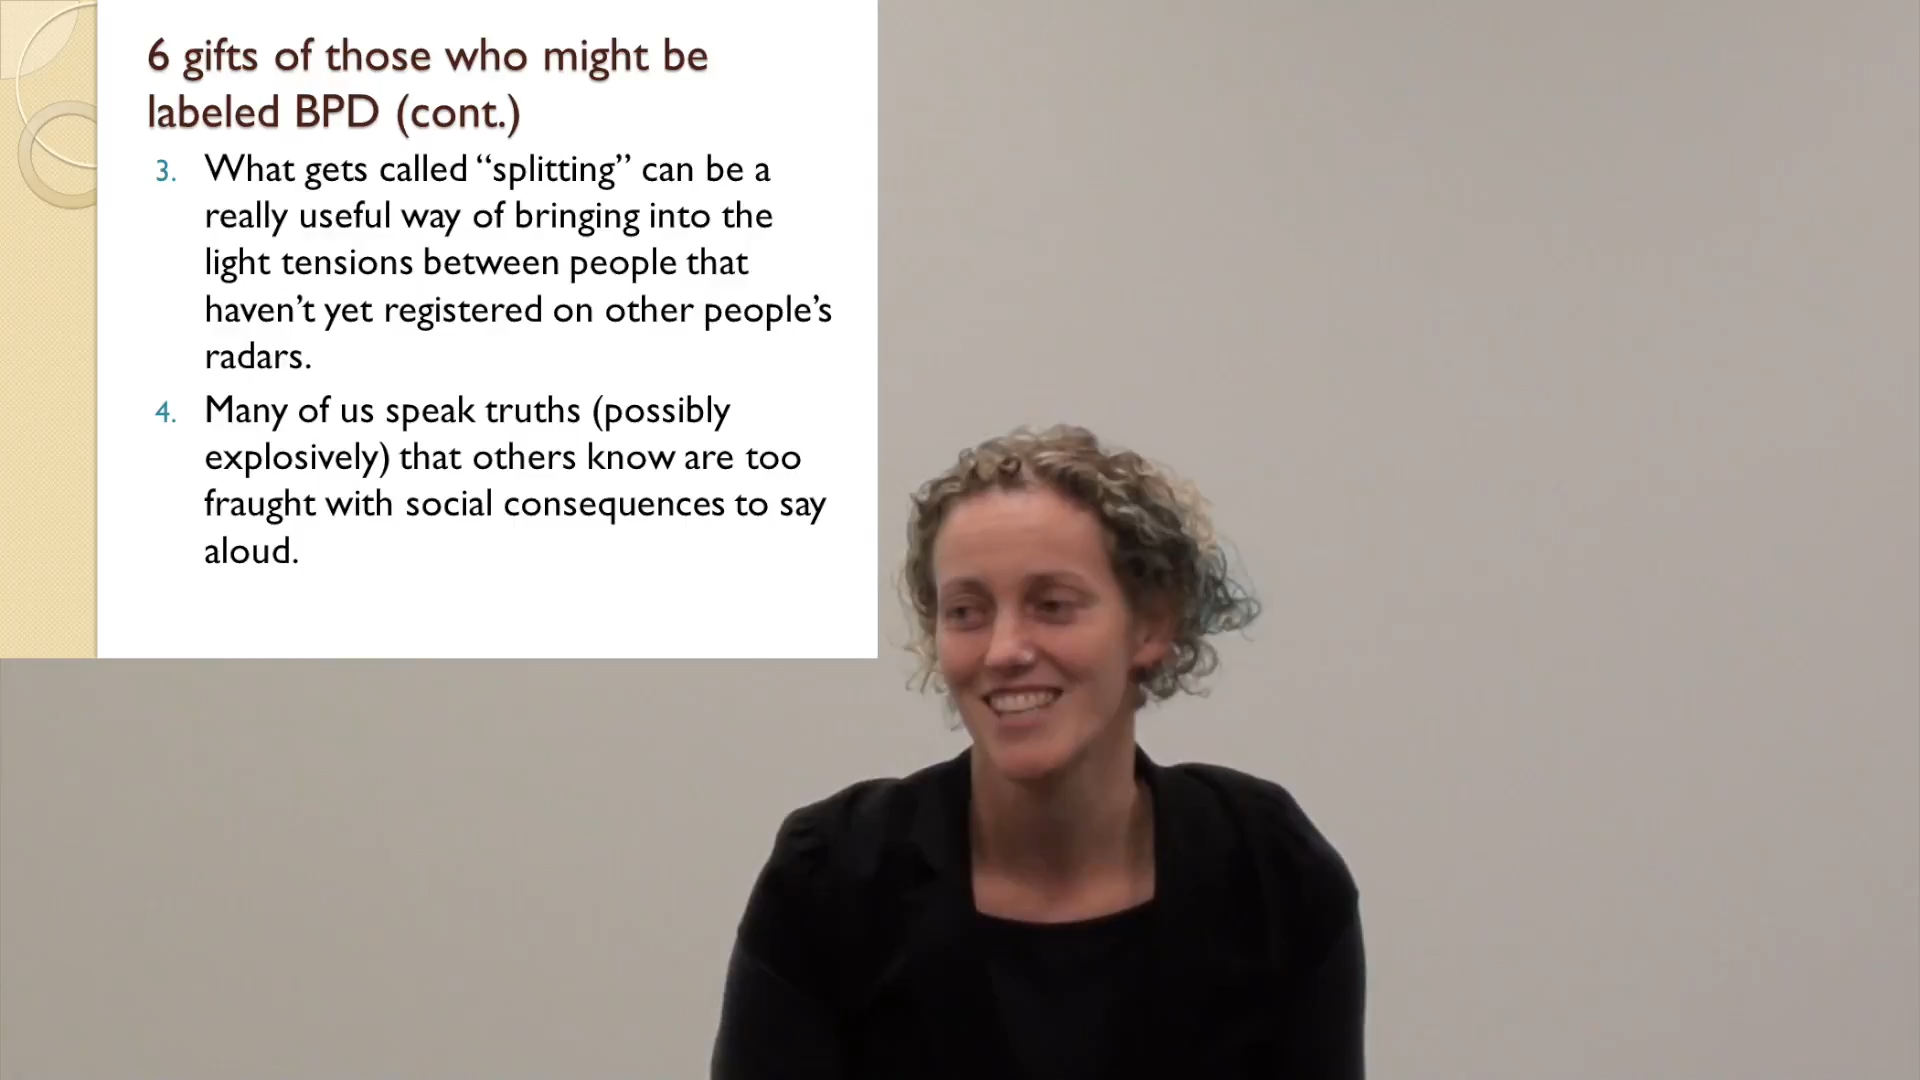 6 gifts of those who might be
labeled BPD (cont.)
3. What gets called “splitting” can be a
really useful way of bringing into the
light tensions between people that
haven’t yet registered on other people’s
radars.
4. Many of us speak truths (possibly
explosively) that others know are too
fraught with social consequences to say
aloud.